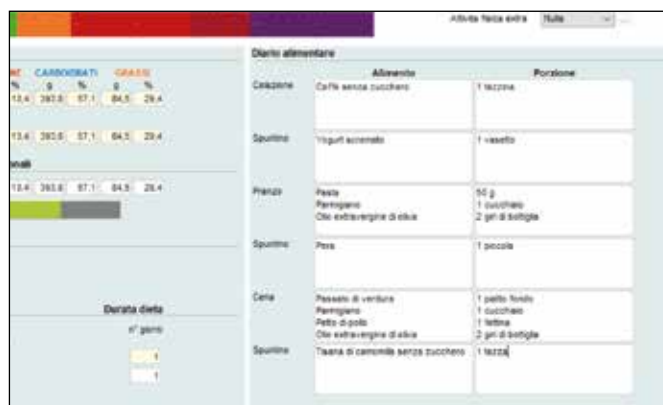 Attività fisica extra Nulla
Diario alimentare
NE CARBOIDRATI GRASSI
% g % g %
13,4 393,8 57,1 84,5 29,4
13,4 393,8 57,1 84,5 29,4
onali
13,4 393,8 57,1 84,5 29,4
Durata dieta
n° giorni
1
1
Alimento Porzione
Colazione Caffè senza zucchero 1 tazzina
Spuntino Yogurt scremato 1 vasetto
Pranzo Pasta 50 g
Parmigiano 1 cucchiaio
Olio extravergine di oliva 2 giri di bottiglia
Spuntino Pera 1 piccola
Cena Passato di verdura 1 piatto fondo
Parmigiano 1 cucchiaio
Petto di pollo 1 fettina
Olio extravergine di oliva 2 giri di bottiglia
Spuntino Tisana di camomilla senza zucchero 1 tazza